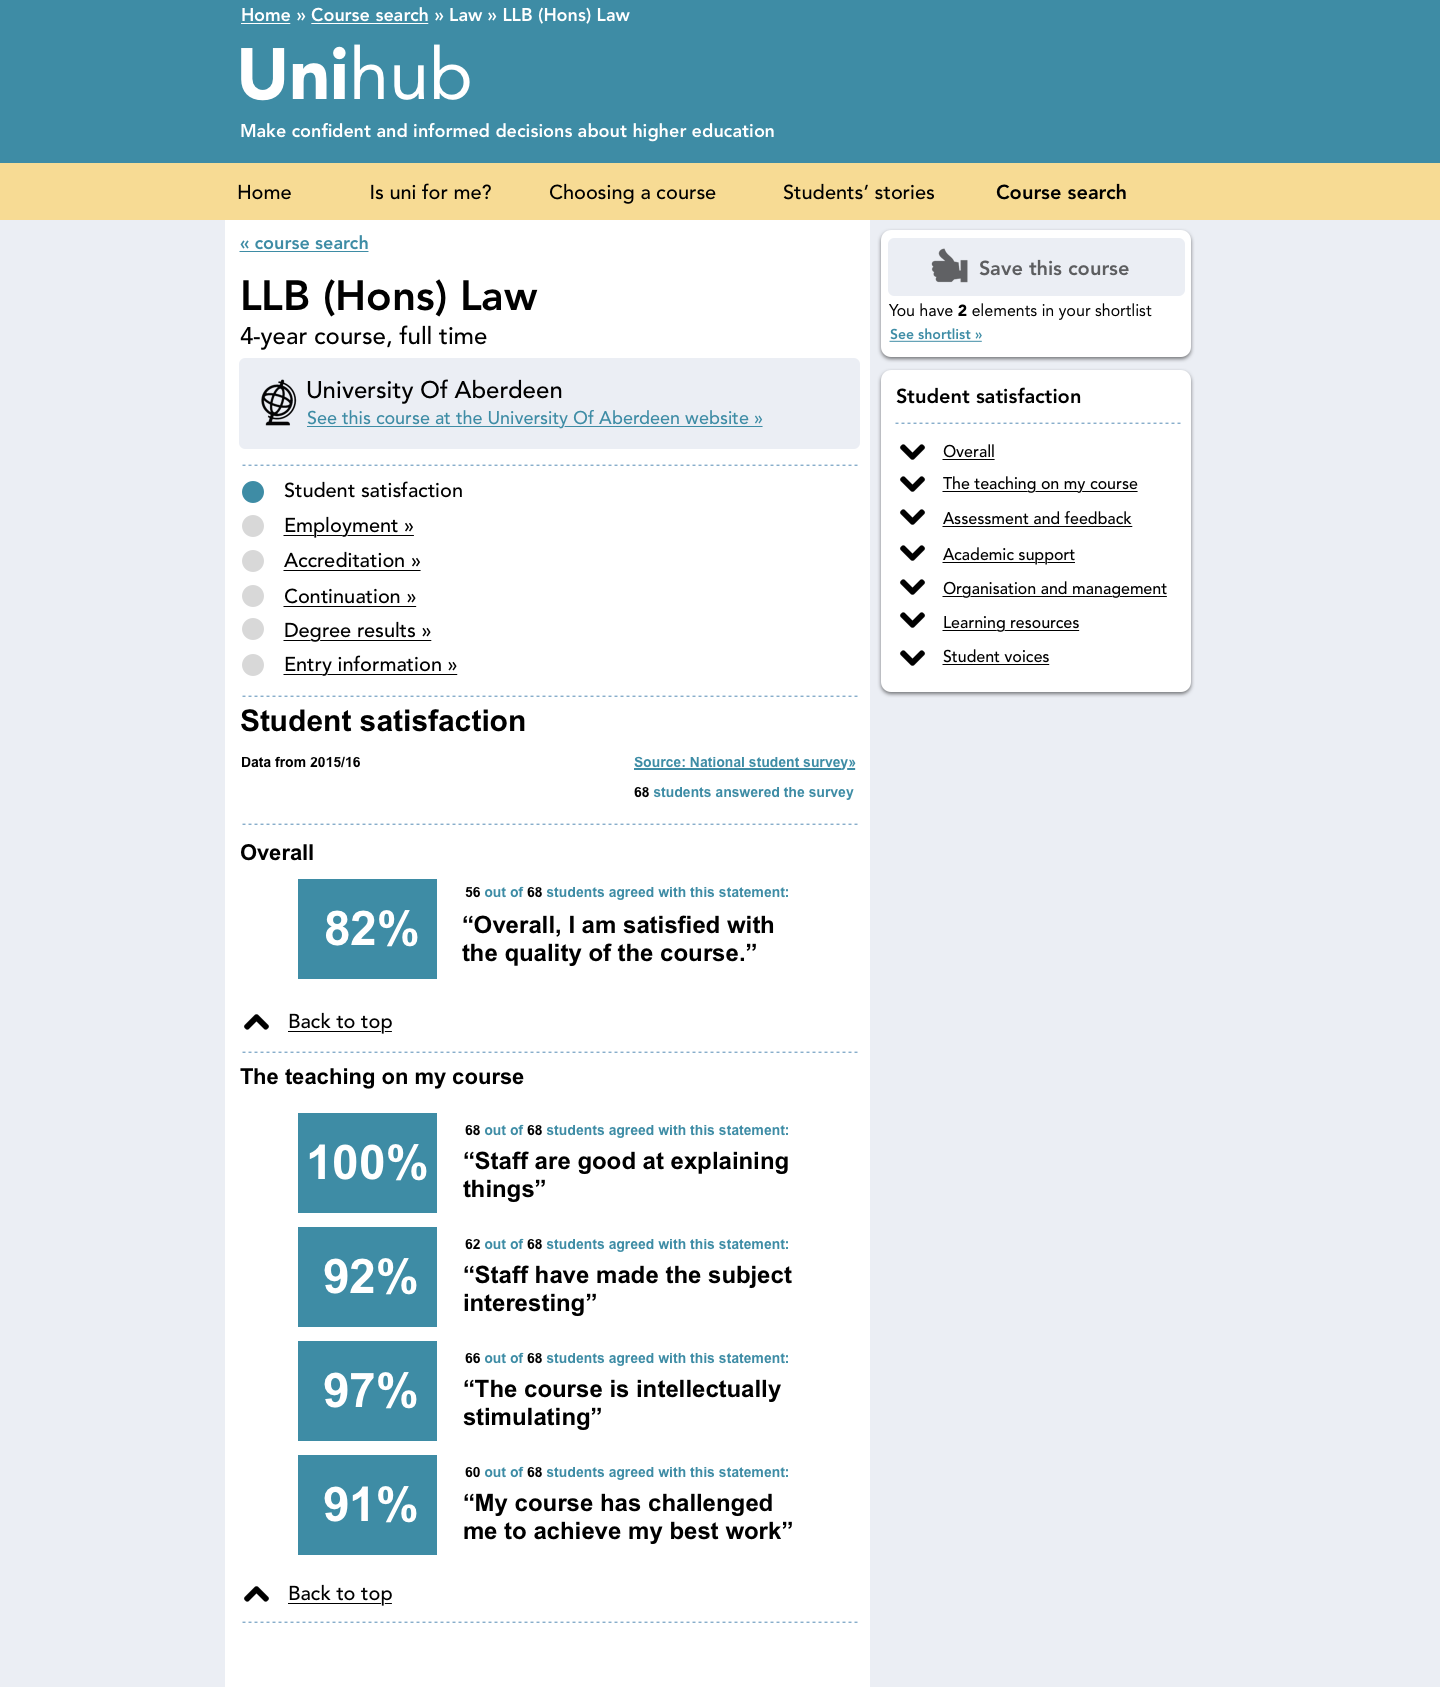 Home » Course search » Law » LLB (Hons) Law
Unihub
Make confident and informed decisions about higher education
Home
Is uni for me?
Choosing a course
Students’ stories
Course search
« course search
LLB (Hons) Law
4-year course, full time
University Of Aberdeen
See this course at the University Of Aberdeen website »
Student satisfaction
Employment »
Accreditation »
Continuation »
Degree results »
Entry information »
Student satisfaction
Data from 2015/16
Source: National student survey»
68 students answered the survey
Overall
82%
56 out of 68 students agreed with this statement:
“Overall, I am satisfied with
the quality of the course.”
Back to top
The teaching on my course
100%
68 out of 68 students agreed with this statement:
“Staff are good at explaining
things”
92%
62 out of 68 students agreed with this statement:
“Staff have made the subject
interesting”
97%
66 out of 68 students agreed with this statement:
“The course is intellectually
stimulating”
91%
60 out of 68 students agreed with this statement:
“My course has challenged
me to achieve my best work”
Back to top
Save this course
You have 2 elements in your shortlist
See shortlist »
Student satisfaction
Overall
The teaching on my course
Assessment and feedback
Academic support
Organisation and management
Learning resources
Student voices